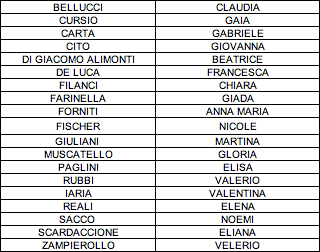 BELLUCCI CLAUDIA
CURSIO GAIA
CARTA GABRIELE
CITO GIOVANNA
DI GIACOMO ALIMONTI BEATRICE
DE LUCA FRANCESCA
FILANCI CHIARA
FARINELLA GIADA
FORNITI ANNA MARIA
FISCHER NICOLE
GIULIANI MARTINA
MUSCATELLO GLORIA
PAGLINI ELISA
RUBBI VALERIO
IARIA VALENTINA
REALI ELENA
SACCO NOEMI
SCARDACCIONE ELIANA
ZAMPIEROLLO VELERIO